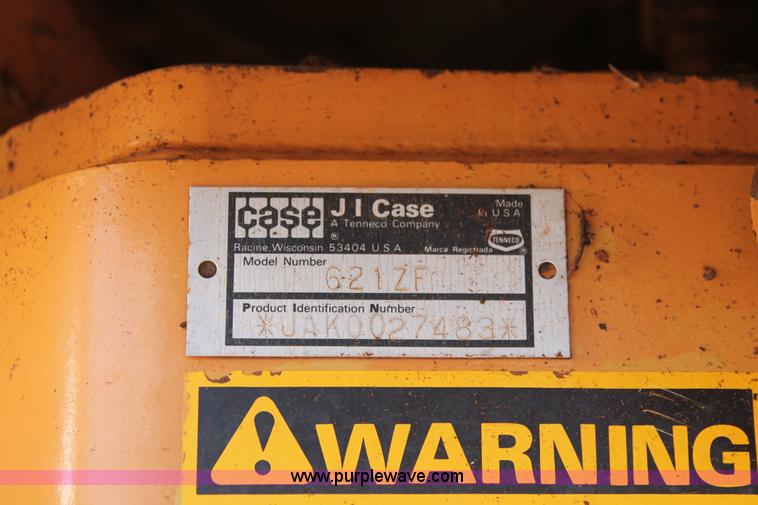 case
J I Case
A Tenneco Company
®
Made
in U S A
TENNECO
®
Racine, Wisconsin 53404 U.S.A.
Marca Registrada
Model Number
621ZF
Product Identification Number
*JAK0027483*
WARNING
www.purplewave.com